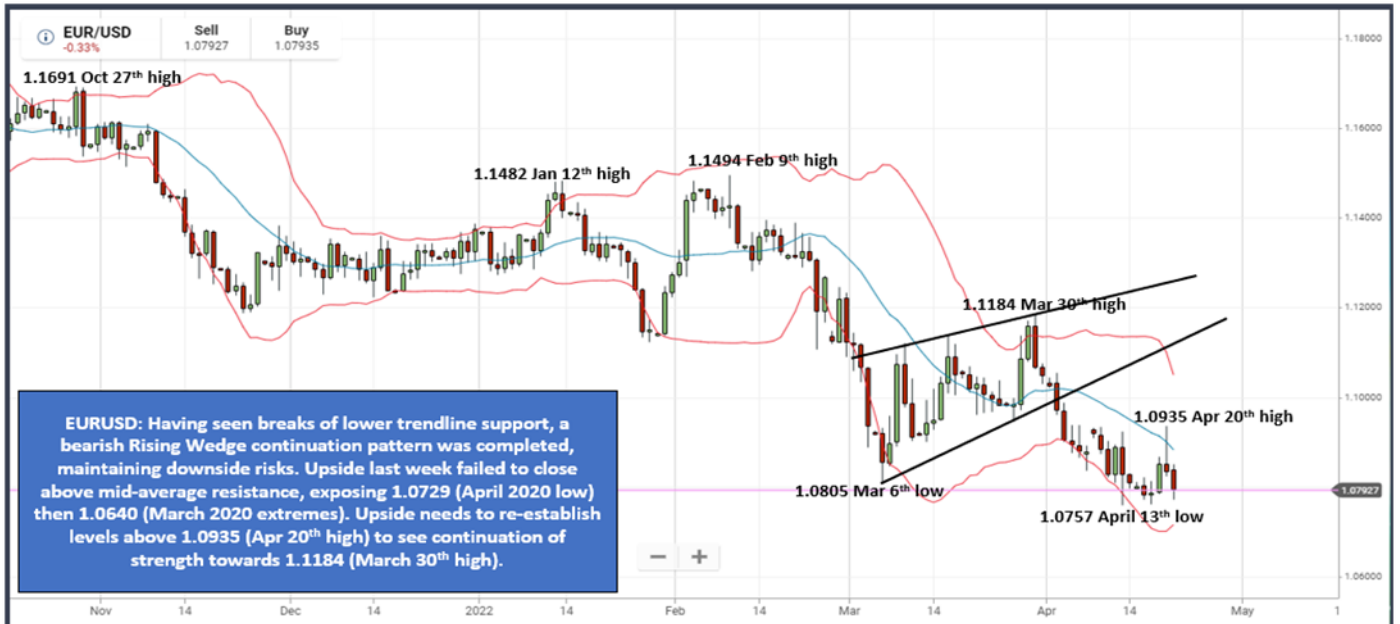 EUR/USD
-0.33%
Sell
1.07927
Buy
1.07935
1.18000
1.1691 Oct 27th high
1.16000
1.1482 Jan 12th high
1.1494 Feb 9th high
1.14000
1.12000
1.1184 Mar 30th high
1.10000
1.0935 Apr 20th high
1.0805 Mar 6th low
1.07927
1.0757 April 13th low
1.06000
EURUSD: Having seen breaks of lower trendline support, a
bearish Rising Wedge continuation pattern was completed,
maintaining downside risks. Upside last week failed to close
above mid-average resistance, exposing 1.0729 (April 2020 low)
then 1.0640 (March 2020 extremes). Upside needs to re-establish
levels above 1.0935 (Apr 20th high) to see continuation of
strength towards 1.1184 (March 30th high).
Nov 14 Dec 14 2022 14 Feb 14 Mar 14 Apr 14 May 1